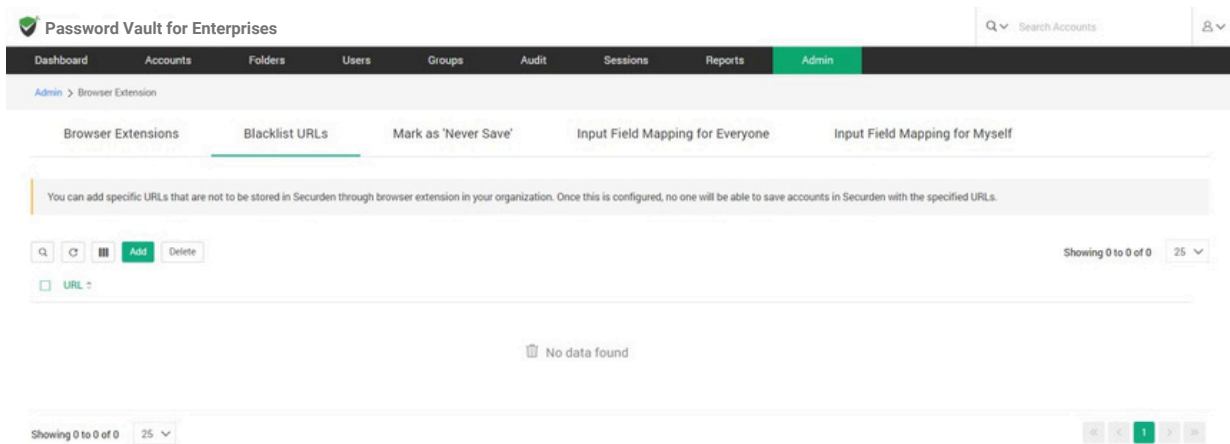 Password Vault for Enterprises
Search Accounts
Dashboard Accounts Folders Users Groups Audit Sessions Reports Admin
Admin > Browser Extension
Browser Extensions Blacklist URLs Mark as 'Never Save' Input Field Mapping for Everyone Input Field Mapping for Myself
You can add specific URLs that are not to be stored in Securden through browser extension in your organization. Once this is configured, no one will be able to save accounts in Securden with the specified URLs.
Add Delete Showing 0 to 0 of 0 25
URL
No data found
Showing 0 to 0 of 0 25 « < 1 > »